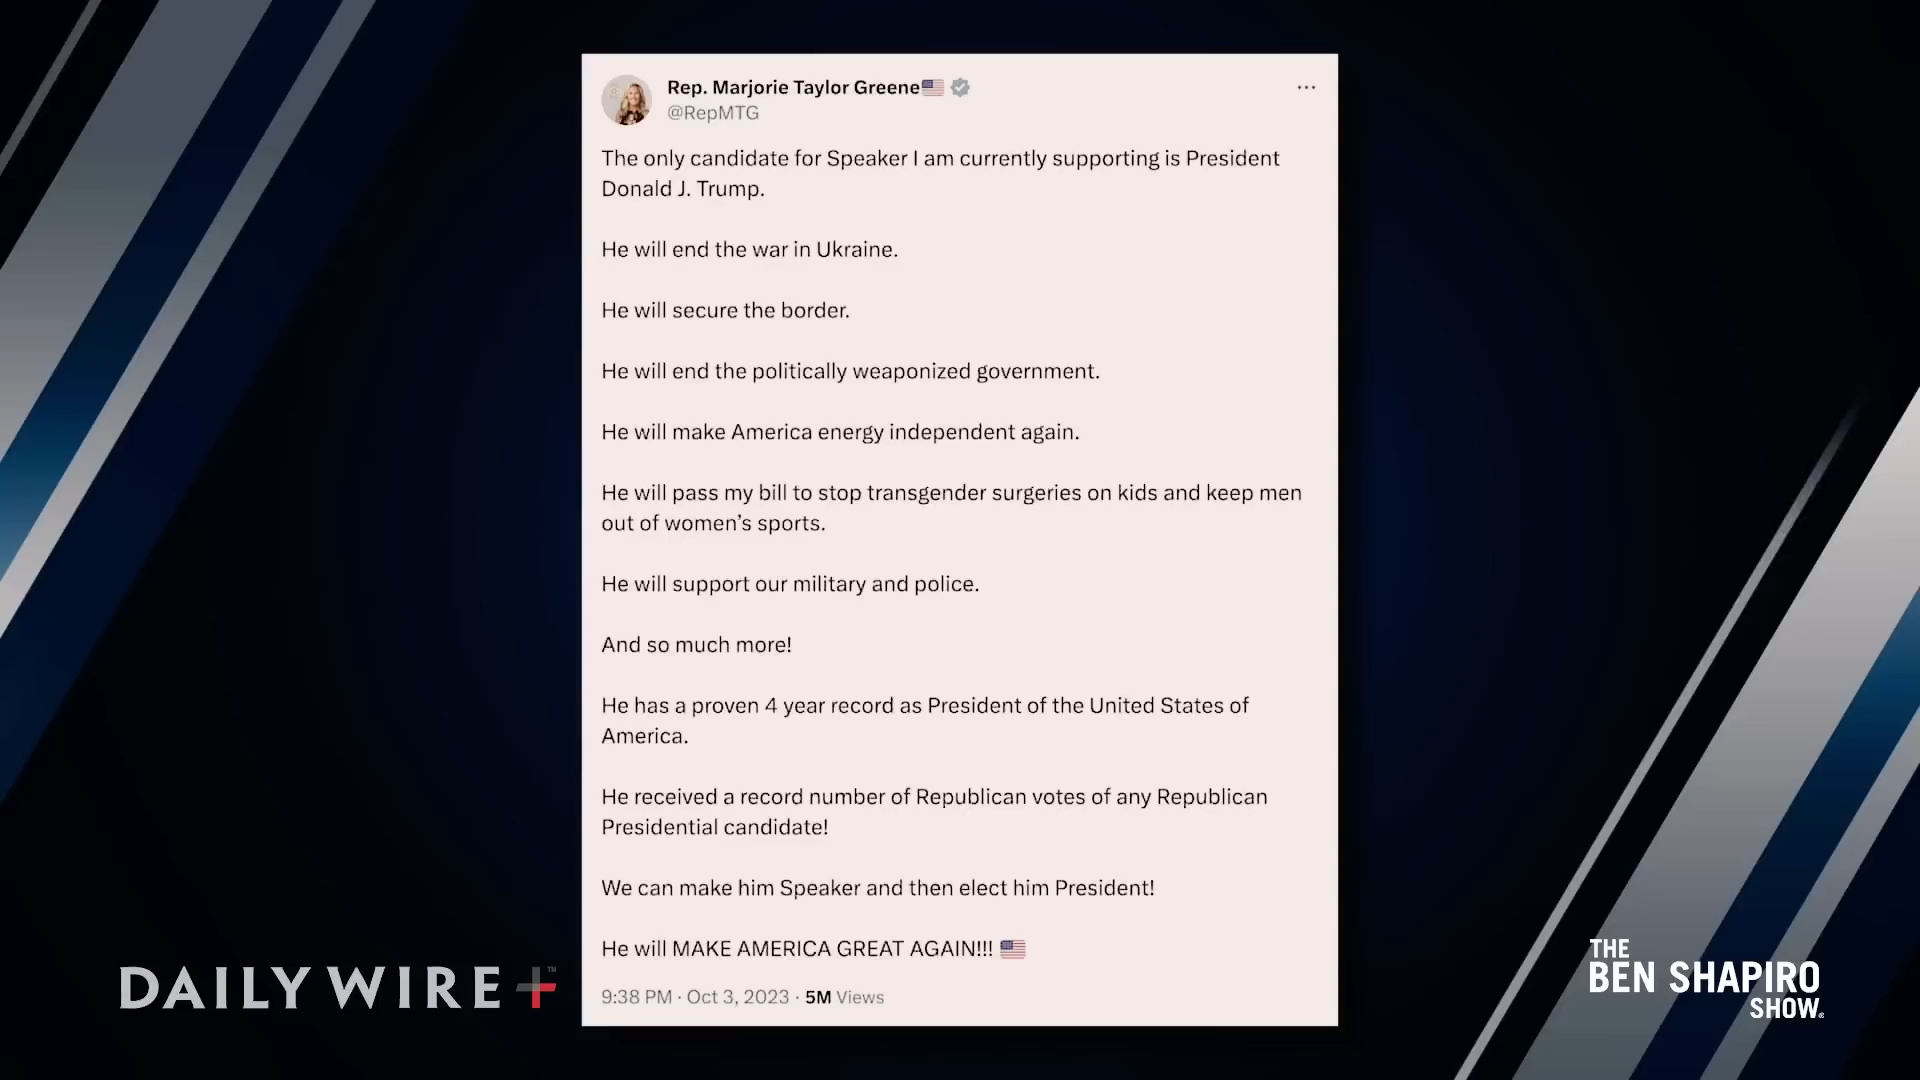 Rep. Marjorie Taylor Greene🇺🇸
@RepMTG
The only candidate for Speaker I am currently supporting is President
Donald J. Trump.
He will end the war in Ukraine.
He will secure the border.
He will end the politically weaponized government.
He will make America energy independent again.
He will pass my bill to stop transgender surgeries on kids and keep men
out of women’s sports.
He will support our military and police.
And so much more!
He has a proven 4 year record as President of the United States of
America.
He received a record number of Republican votes of any Republican
Presidential candidate!
We can make him Speaker and then elect him President!
He will MAKE AMERICA GREAT AGAIN!!! 🇺🇸
9:38 PM · Oct 3, 2023 · 5M Views
DAILY WIRE +™
THE
BEN SHAPIRO
SHOW.